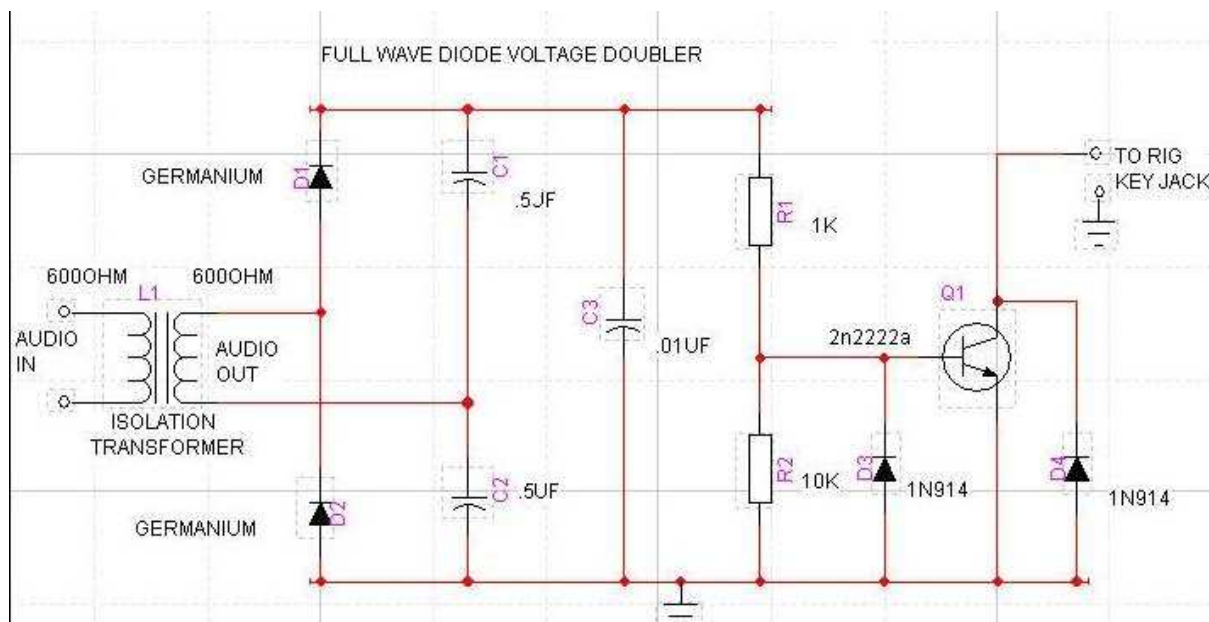 FULL WAVE DIODE VOLTAGE DOUBLER
GERMANIUM
D1
C1
.5UF
R1
1K
TO RIG
KEY JACK
600OHM
600OHM
L1
AUDIO
IN
AUDIO
OUT
ISOLATION
TRANSFORMER
C3
.01UF
2n2222a
Q1
GERMANIUM
D2
C2
.5UF
R2
10K
D3
1N914
D4
1N914